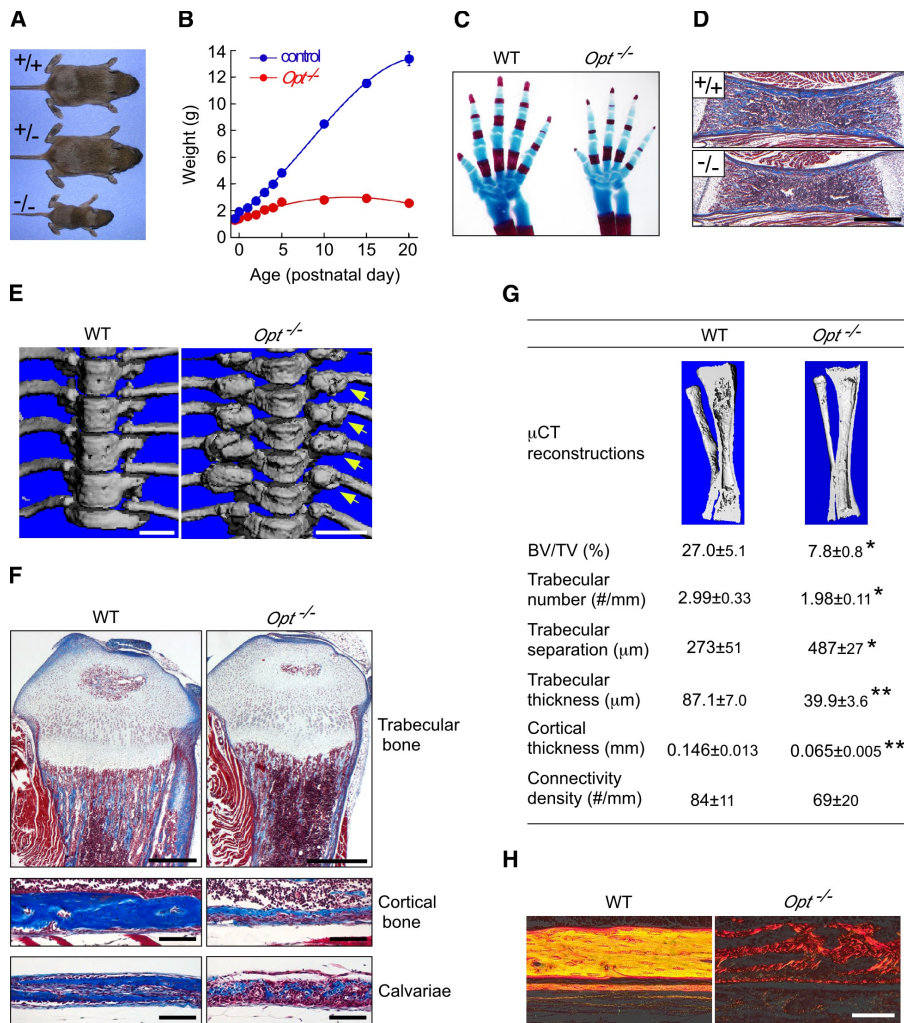 A
+/+
+/-
-/-
B
14
12
10
8
6
4
2
0
Weight (g)
control
Opt-/-
0
5
10
15
20
Age (postnatal day)
C
WT
Opt -/-
D
+/+
-/-
E
WT
Opt -/-
F
WT
Opt -/-
Trabecular
bone
Cortical
bone
Calvariae
G
WT
Opt -/-
μCT
reconstructions
BV/TV (%)
27.0±5.1
7.8±0.8 *
Trabecular
number (#/mm)
2.99±0.33
1.98±0.11 *
Trabecular
separation (μm)
273±51
487±27 *
Trabecular
thickness (μm)
87.1±7.0
39.9±3.6 **
Cortical
thickness (mm)
0.146±0.013
0.065±0.005 **
Connectivity
density (#/mm)
84±11
69±20
H
WT
Opt -/-